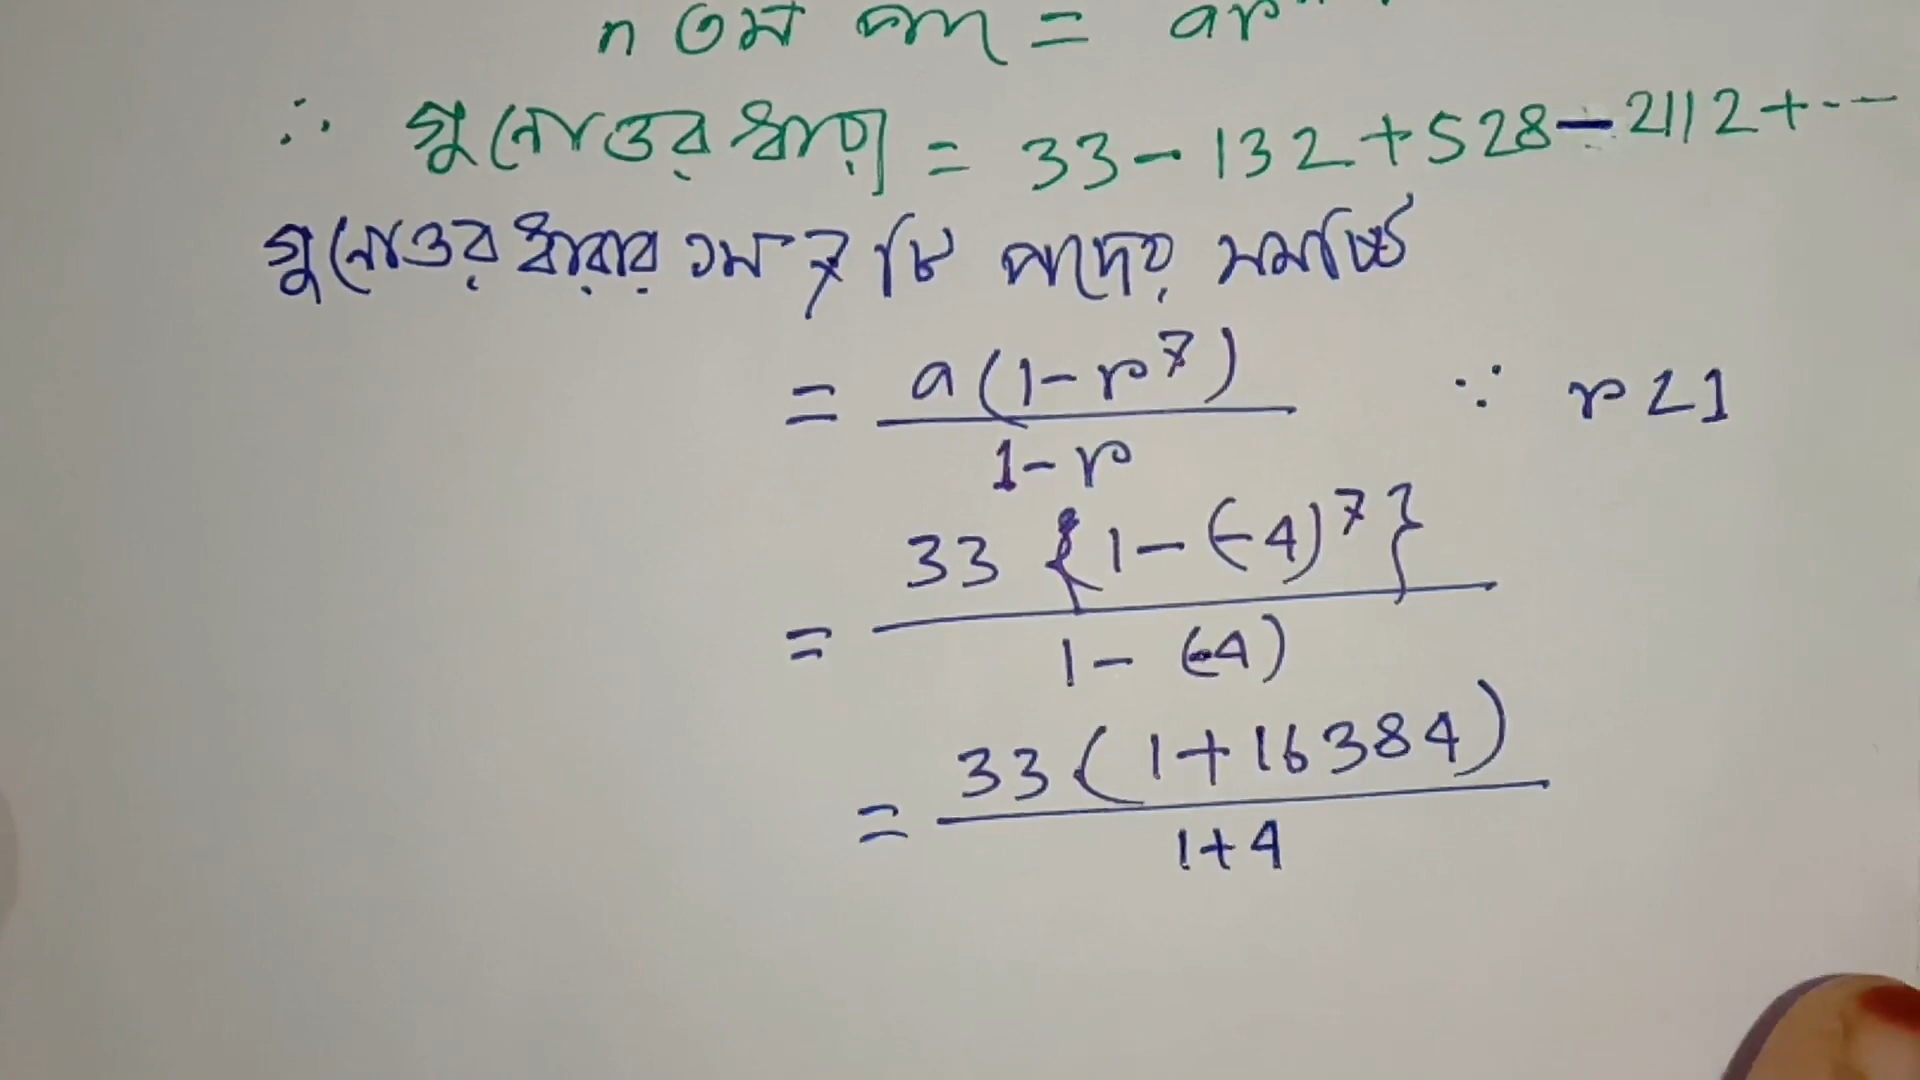 n তম পদ = ar
∴ গুনোত্তর ধারা = 33 - 132 + 528 - 2112 + ---
গুনোত্তর ধারার ১ম 7 টি পদের সমষ্টি
= a(1 - r^7) / 1 - r ∵ r < 1
= 33 {1 - (-4)^7} / 1 - (-4)
= 33 (1 + 16384) / 1 + 4